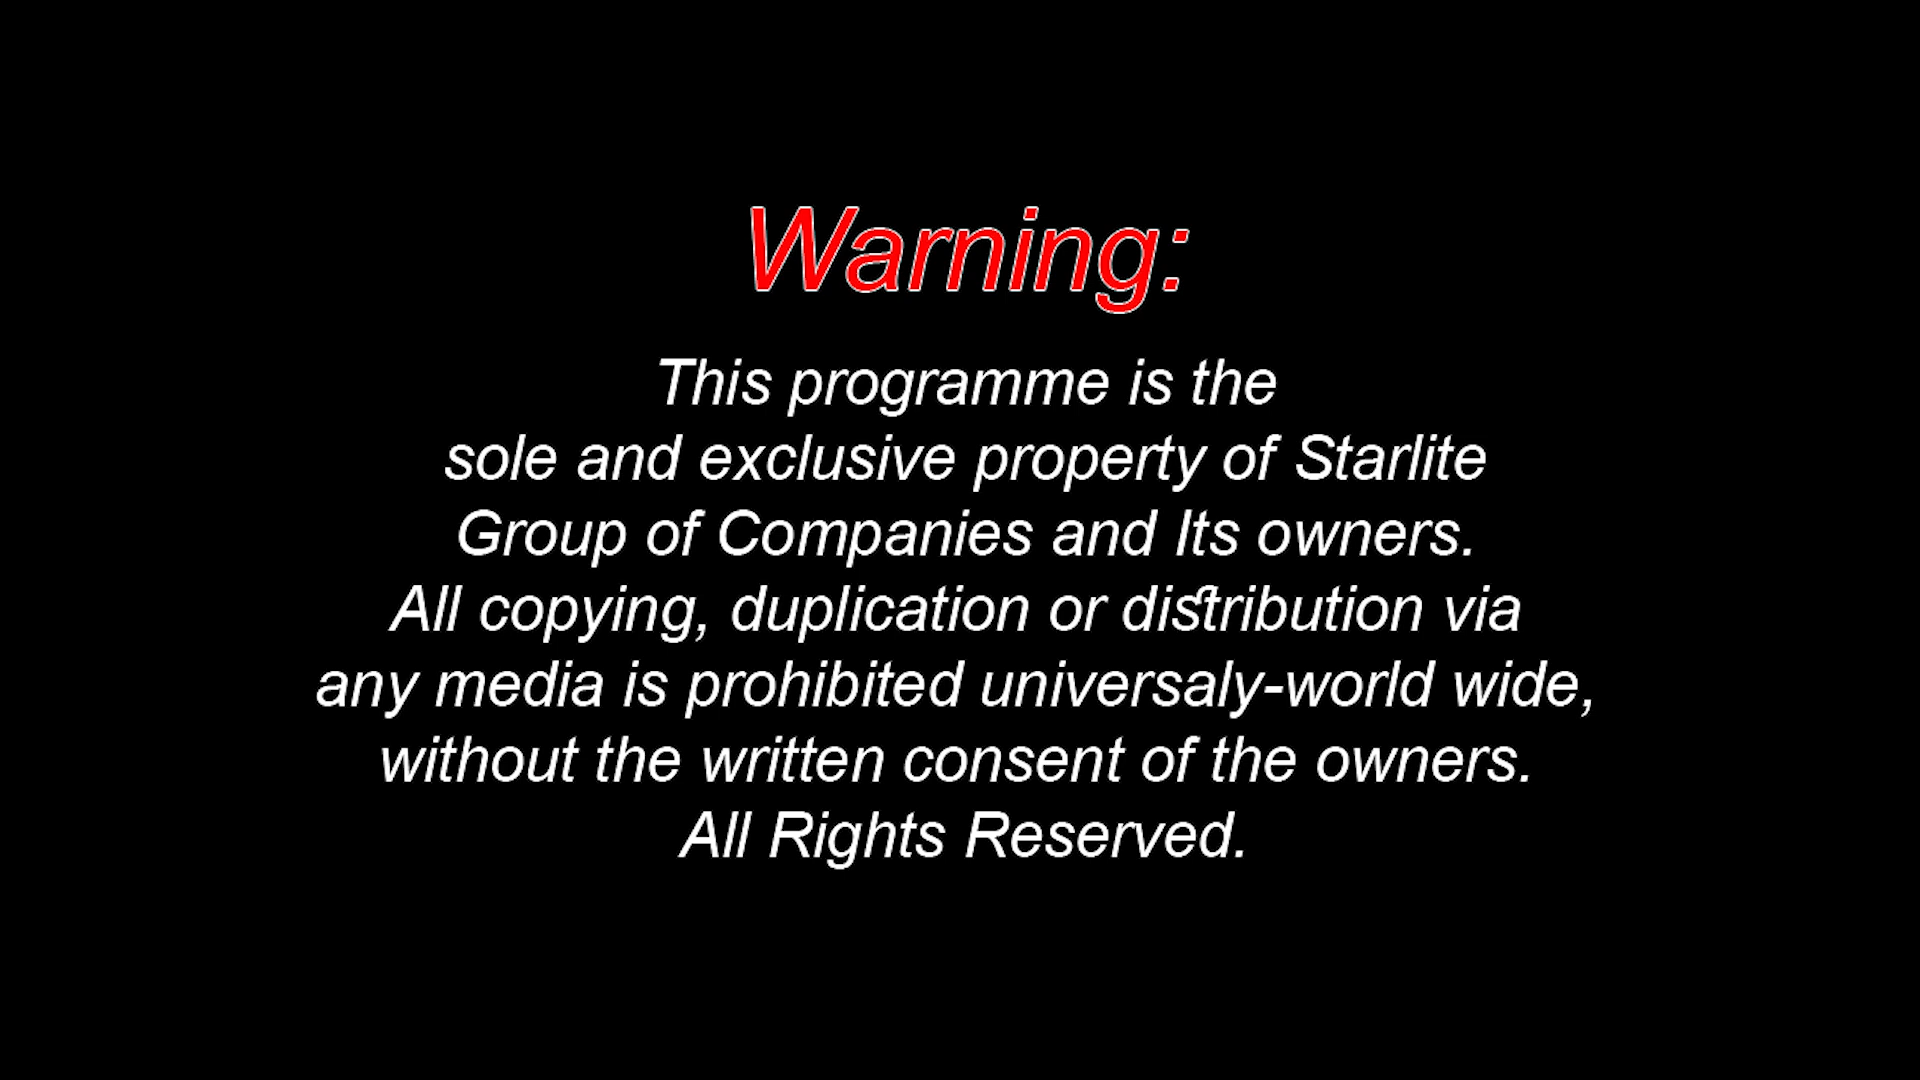 Warning:
This programme is the
sole and exclusive property of Starlite
Group of Companies and Its owners.
All copying, duplication or distribution via
any media is prohibited universaly-world wide,
without the written consent of the owners.
All Rights Reserved.